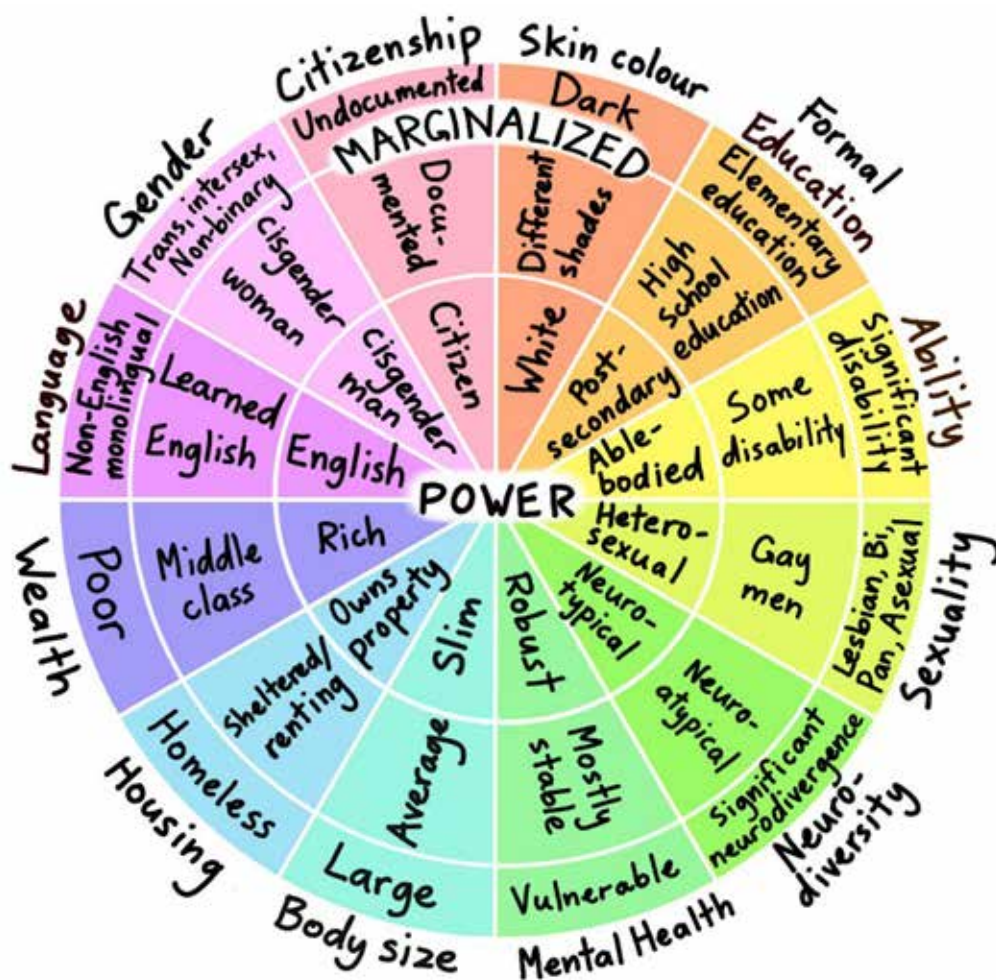 Citizenship
Undocumented
Docu-
mented
Citizen
Skin colour
Dark
Different
shades
White
MARGINALIZED
Formal
Education
Elementary
education
High
school
education
Post-
secondary
Ability
Significant
disability
Some
disability
Able-
bodied
Sexuality
Lesbian, Bi,
Pan, Asexual
Gay
men
Hetero-
sexual
Neuro-
diversity
Significant
neurodivergence
Neuro-
atypical
Neuro-
typical
Mental Health
Vulnerable
Mostly
stable
Robust
Body size
Large
Average
Slim
Housing
Homeless
Sheltered/
renting
Owns
property
Wealth
Poor
Middle
class
Rich
Language
Non-English
monolingual
Learned
English
English
Gender
Trans, intersex,
Non-binary
Cisgender
woman
Cisgender
man
POWER